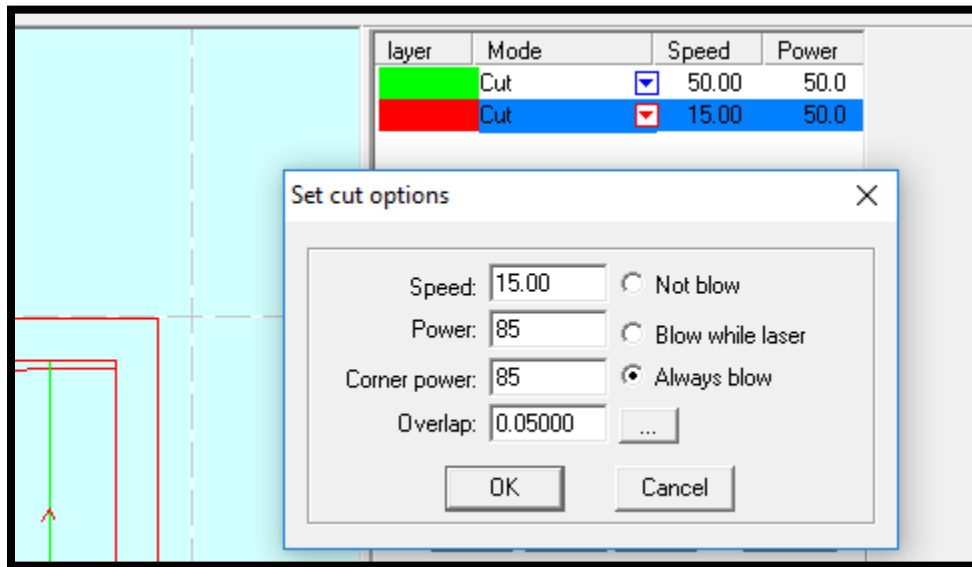 layer Mode Speed Power
Cut 50.00 50.0
Cut 15.00 50.0
Set cut options
Speed: 15.00 Not blow
Power: 85 Blow while laser
Corner power: 85 Always blow
Overlap: 0.05000 ...
OK Cancel